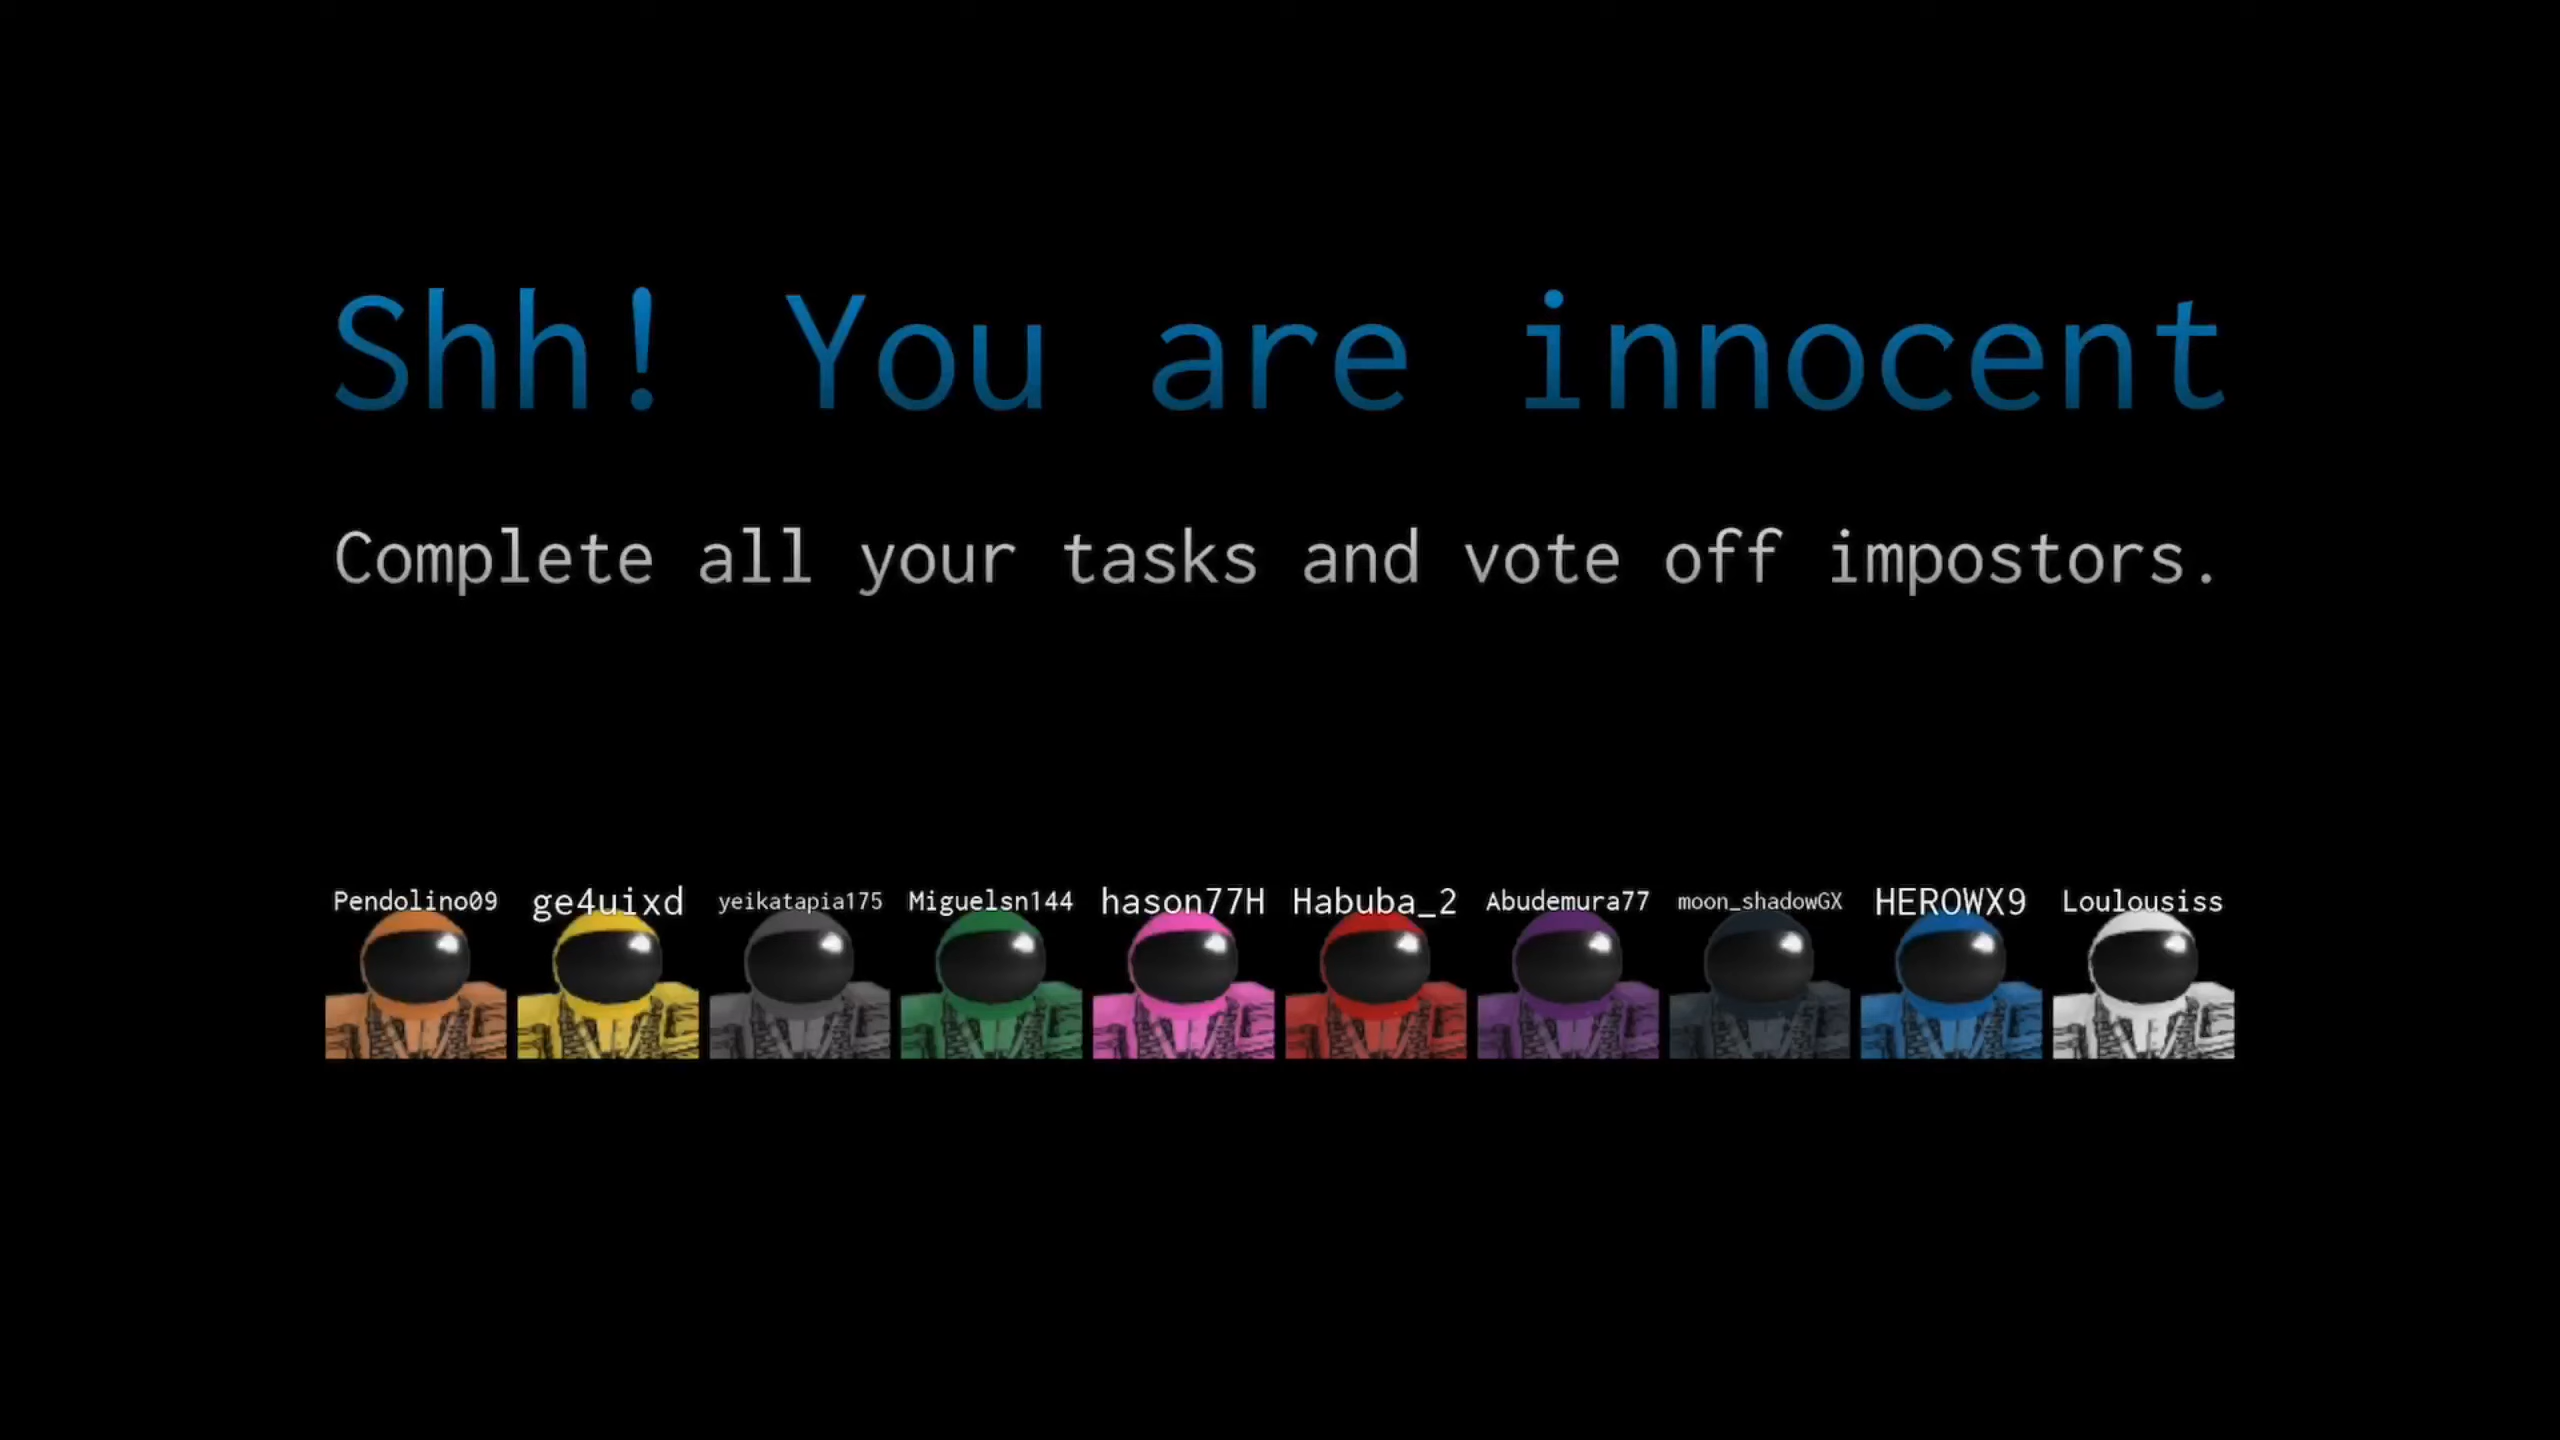 Shh! You are innocent
Complete all your tasks and vote off impostors.
Pendolino09 ge4uixd yeikatapia175 Miguelsn144 hason77H Habuba_2 Abudemura77 moon_shadowGX HEROWX9 Loulousiss